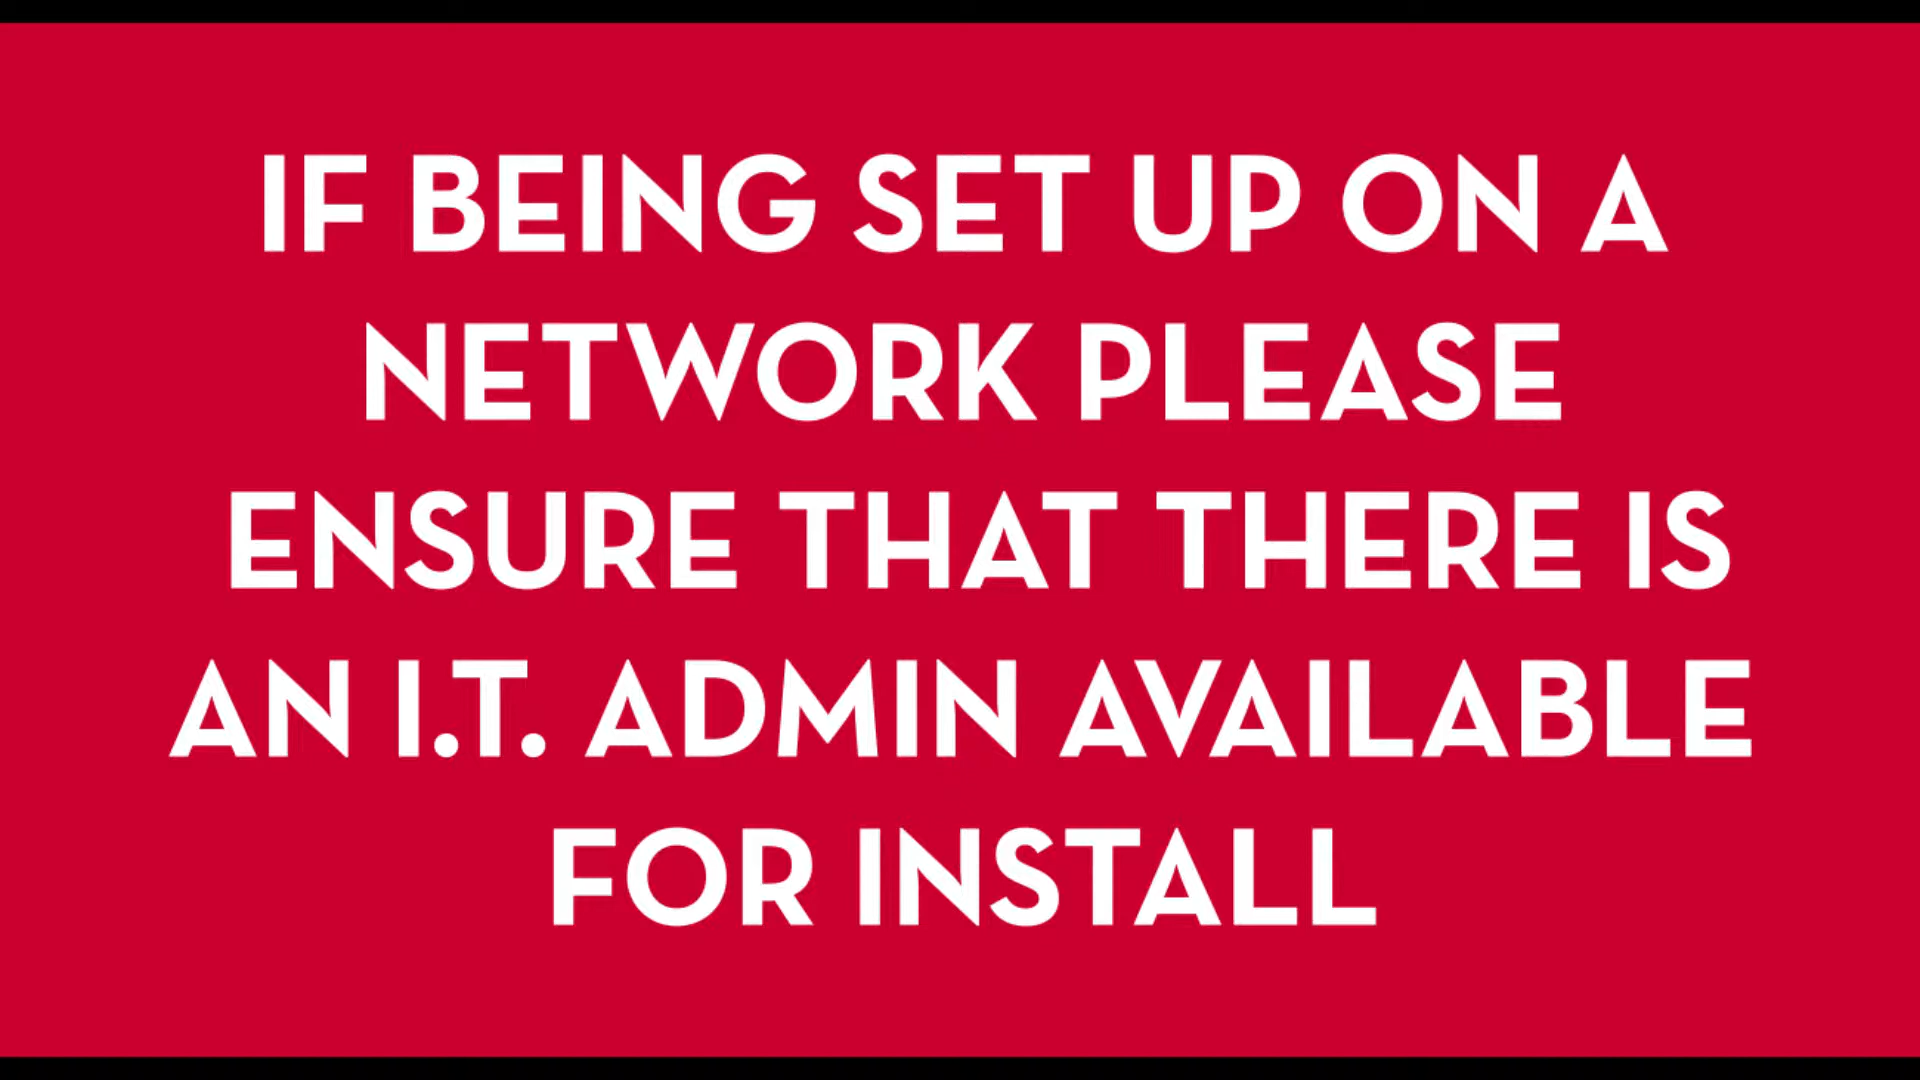 IF BEING SET UP ON A
NETWORK PLEASE
ENSURE THAT THERE IS
AN I.T. ADMIN AVAILABLE
FOR INSTALL